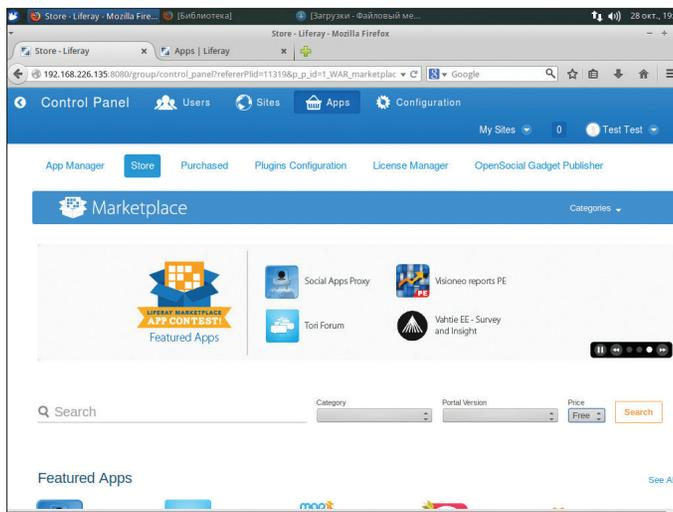 Store - Liferay - Mozilla Fire... [Библиотека] [Загрузки - Файловый ме... 28 окт., 19:
Store - Liferay - Mozilla Firefox
Store - Liferay × Apps | Liferay ×
192.168.226.135:8080/group/control_panel?refererPlid=11319&p_p_id=1_WAR_marketplac Google
Control Panel Users Sites Apps Configuration
My Sites 0 Test Test
App Manager Store Purchased Plugins Configuration License Manager OpenSocial Gadget Publisher
Marketplace Categories
Social Apps Proxy Visioneo reports PE
PE
LIFERAY MARKETPLACE
APP CONTEST!
Featured Apps
Tori Forum Vahtie EE - Survey
and Insight
Category Portal Version Price
Search Free Search
Featured Apps See Al